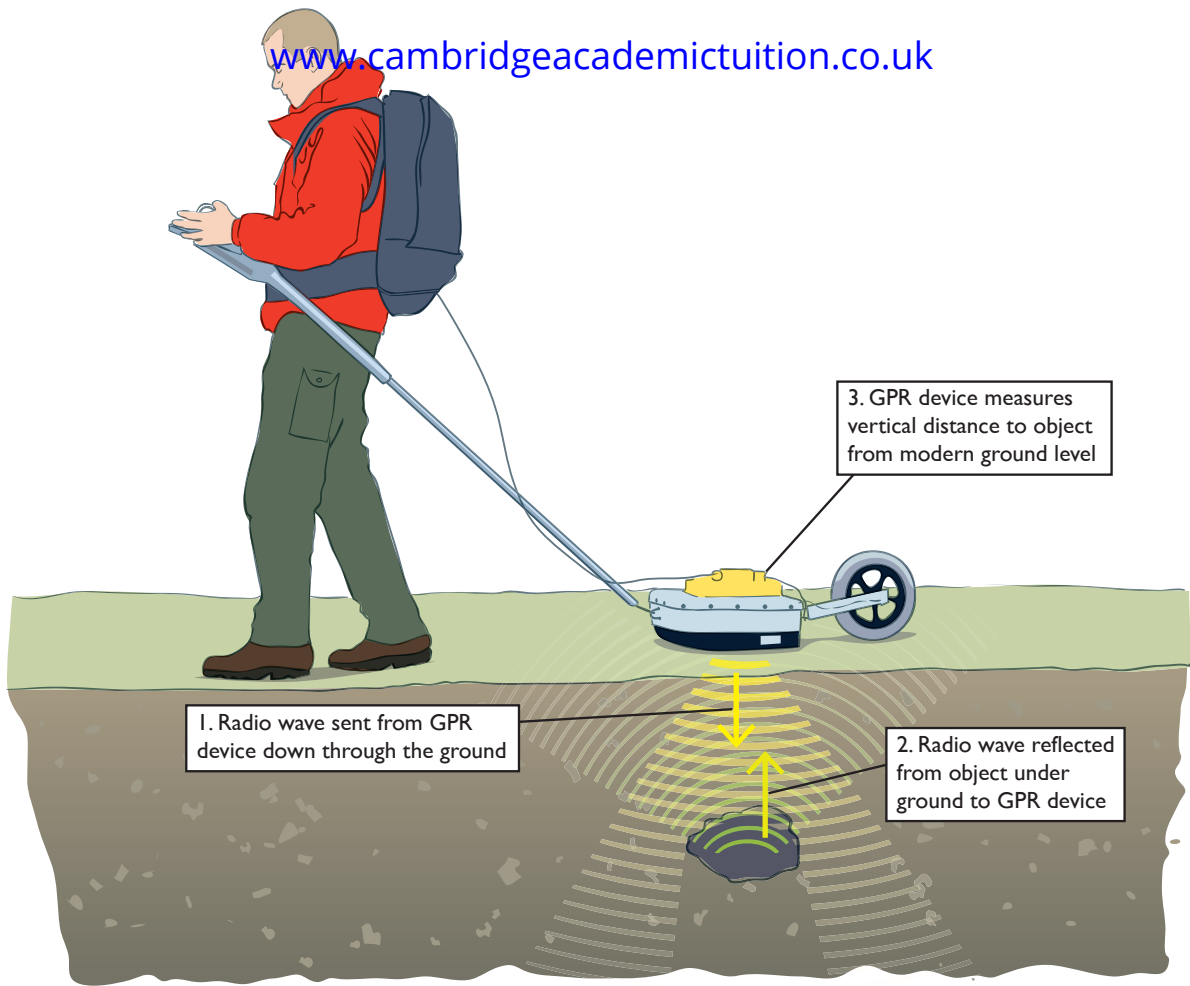 www.cambridgeacademictuition.co.uk
3. GPR device measures
vertical distance to object
from modern ground level
1. Radio wave sent from GPR
device down through the ground
2. Radio wave reflected
from object under
ground to GPR device